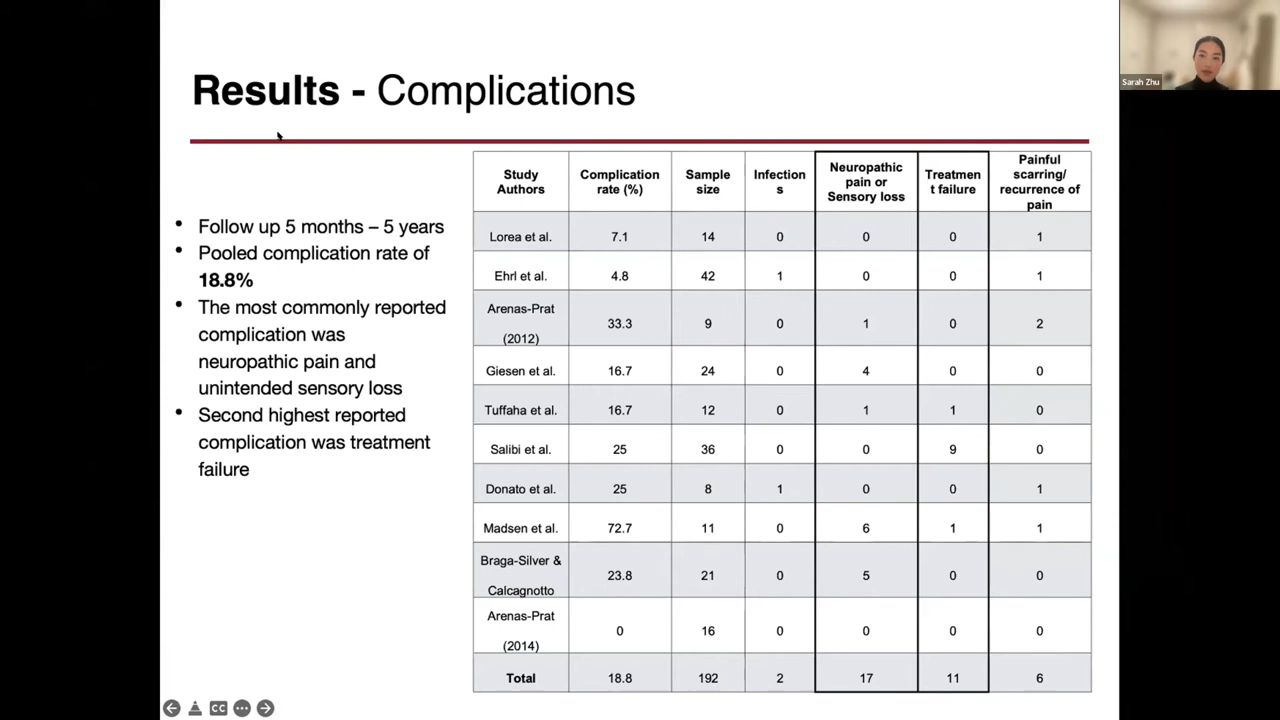 Results - Complications
Sarah Zhu
• Follow up 5 months – 5 years
• Pooled complication rate of
18.8%
• The most commonly reported
complication was
neuropathic pain and
unintended sensory loss
• Second highest reported
complication was treatment
failure
Study Authors | Complication rate (%) | Sample size | Infection s | Neuropathic pain or Sensory loss | Treatmen t failure | Painful scarring/ recurrence of pain
Lorea et al. | 7.1 | 14 | 0 | 0 | 0 | 1
Ehrl et al. | 4.8 | 42 | 1 | 0 | 0 | 1
Arenas-Prat (2012) | 33.3 | 9 | 0 | 1 | 0 | 2
Giesen et al. | 16.7 | 24 | 0 | 4 | 0 | 0
Tuffaha et al. | 16.7 | 12 | 0 | 1 | 1 | 0
Salibi et al. | 25 | 36 | 0 | 0 | 9 | 0
Donato et al. | 25 | 8 | 1 | 0 | 0 | 1
Madsen et al. | 72.7 | 11 | 0 | 6 | 1 | 1
Braga-Silver & Calcagnotto | 23.8 | 21 | 0 | 5 | 0 | 0
Arenas-Prat (2014) | 0 | 16 | 0 | 0 | 0 | 0
Total | 18.8 | 192 | 2 | 17 | 11 | 6
CC